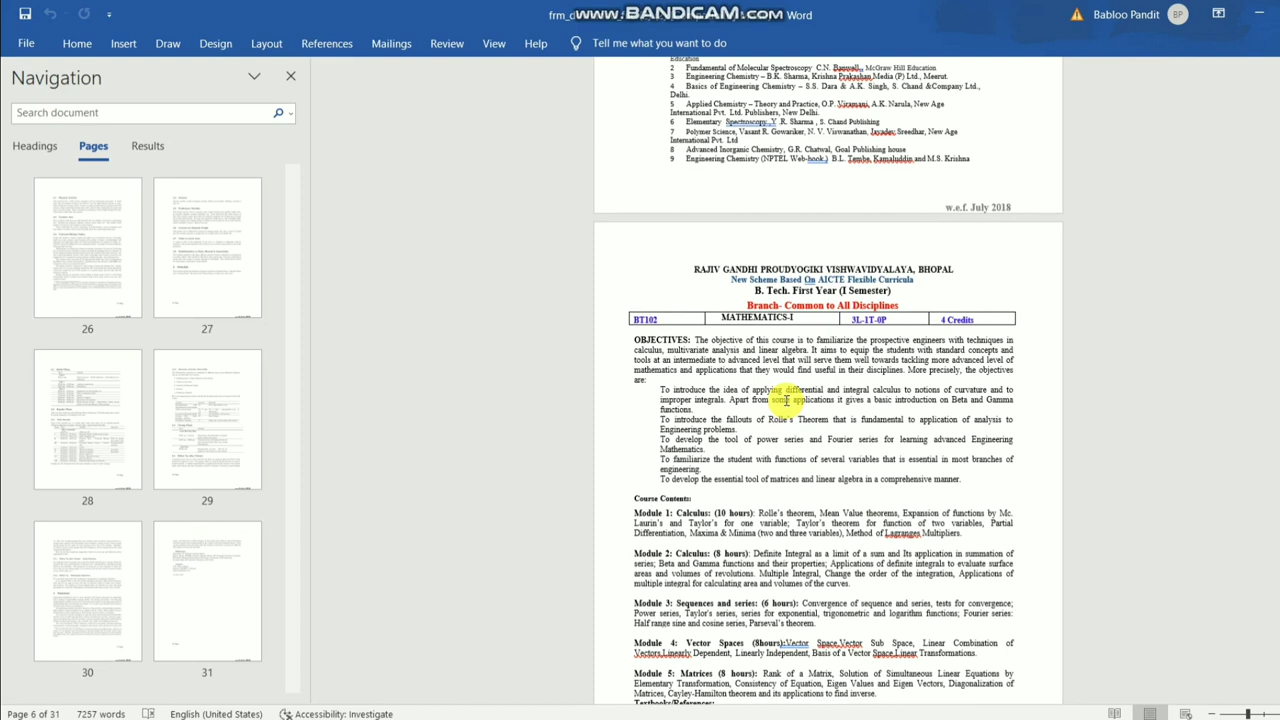 frm_d
www.BANDICAM.com
Word
Babloo Pandit
BP
File Home Insert Draw Design Layout References Mailings Review View Help Tell me what you want to do
Navigation
Search document
Pages Results
26 27
28 29
30 31
Education
2 Fundamental of Molecular Spectroscopy C.N. Banwell, McGraw Hill Education
3 Engineering Chemistry – B.K. Sharma, Krishna Prakashan Media (P) Ltd., Meerut.
4 Basics of Engineering Chemistry – S.S. Dara & A.K. Singh, S. Chand &Company Ltd.,
Delhi.
5 Applied Chemistry – Theory and Practice, O.P. Viramani, A.K. Narula, New Age
International Pvt. Ltd. Publishers, New Delhi.
6 Elementary Spectroscopy, Y .R. Sharma , S. Chand Publishing
7 Polymer Science, Vasant R. Gowariker, N. V. Viswanathan, Jayadev Sreedhar, New Age
International Pvt. Ltd
8 Advanced Inorganic Chemistry, G.R. Chatwal, Goal Publishing house
9 Engineering Chemistry (NPTEL Web-hook.) B.L. Tembe, Kamaluddin and M.S. Krishna
w.e.f. July 2018
RAJIV GANDHI PROUDYOGIKI VISHWAVIDYALAYA, BHOPAL
New Scheme Based On AICTE Flexible Curricula
B. Tech. First Year (I Semester)
Branch- Common to All Disciplines
BT102 MATHEMATICS-I 3L-1T-0P 4 Credits
OBJECTIVES: The objective of this course is to familiarize the prospective engineers with techniques in
calculus, multivariate analysis and linear algebra. It aims to equip the students with standard concepts and
tools at an intermediate to advanced level that will serve them well towards tackling more advanced level of
mathematics and applications that they would find useful in their disciplines. More precisely, the objectives
are:
To introduce the idea of applying differential and integral calculus to notions of curvature and to
improper integrals. Apart from some applications it gives a basic introduction on Beta and Gamma
functions.
To introduce the fallouts of Rolle's Theorem that is fundamental to application of analysis to
Engineering problems.
To develop the tool of power series and Fourier series for learning advanced Engineering
Mathematics.
To familiarize the student with functions of several variables that is essential in most branches of
engineering.
To develop the essential tool of matrices and linear algebra in a comprehensive manner.
Course Contents:
Module 1: Calculus: (10 hours): Rolle's theorem, Mean Value theorems, Expansion of functions by Mc.
Laurin's and Taylor's for one variable; Taylor's theorem for function of two variables, Partial
Differentiation, Maxima & Minima (two and three variables), Method of Lagranges Multipliers.
Module 2: Calculus: (8 hours): Definite Integral as a limit of a sum and Its application in summation of
series; Beta and Gamma functions and their properties; Applications of definite integrals to evaluate surface
areas and volumes of revolutions. Multiple Integral, Change the order of the integration, Applications of
multiple integral for calculating area and volumes of the curves.
Module 3: Sequences and series: (6 hours): Convergence of sequence and series, tests for convergence;
Power series, Taylor's series, series for exponential, trigonometric and logarithm functions; Fourier series:
Half range sine and cosine series, Parseval's theorem.
Module 4: Vector Spaces (8hours):Vector Space,Vector Sub Space, Linear Combination of
Vectors,Linearly Dependent, Linearly Independent, Basis of a Vector Space,Linear Transformations.
Module 5: Matrices (8 hours): Rank of a Matrix, Solution of Simultaneous Linear Equations by
Elementary Transformation, Consistency of Equation, Eigen Values and Eigen Vectors, Diagonalization of
Matrices, Cayley-Hamilton theorem and its applications to find inverse.
Textbooks/References:
Page 4 of 31 7257 words English (United States) Accessibility: Investigate